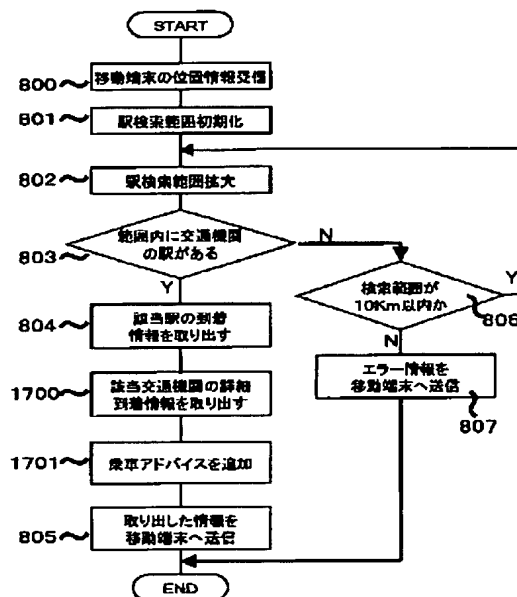 START
800
移動端末の位置情報受信
801
駅検索範囲初期化
802
駅検索範囲拡大
803
範囲内に交通機関
の駅がある
N
Y
検索範囲が
10Km以内か
Y
806
N
804
該当駅の到着
情報を取り出す
エラー情報を
移動端末へ送信
807
1700
該当交通機関の詳細
到着情報を取り出す
1701
乗車アドバイスを追加
805
取り出した情報を
移動端末へ送信
END